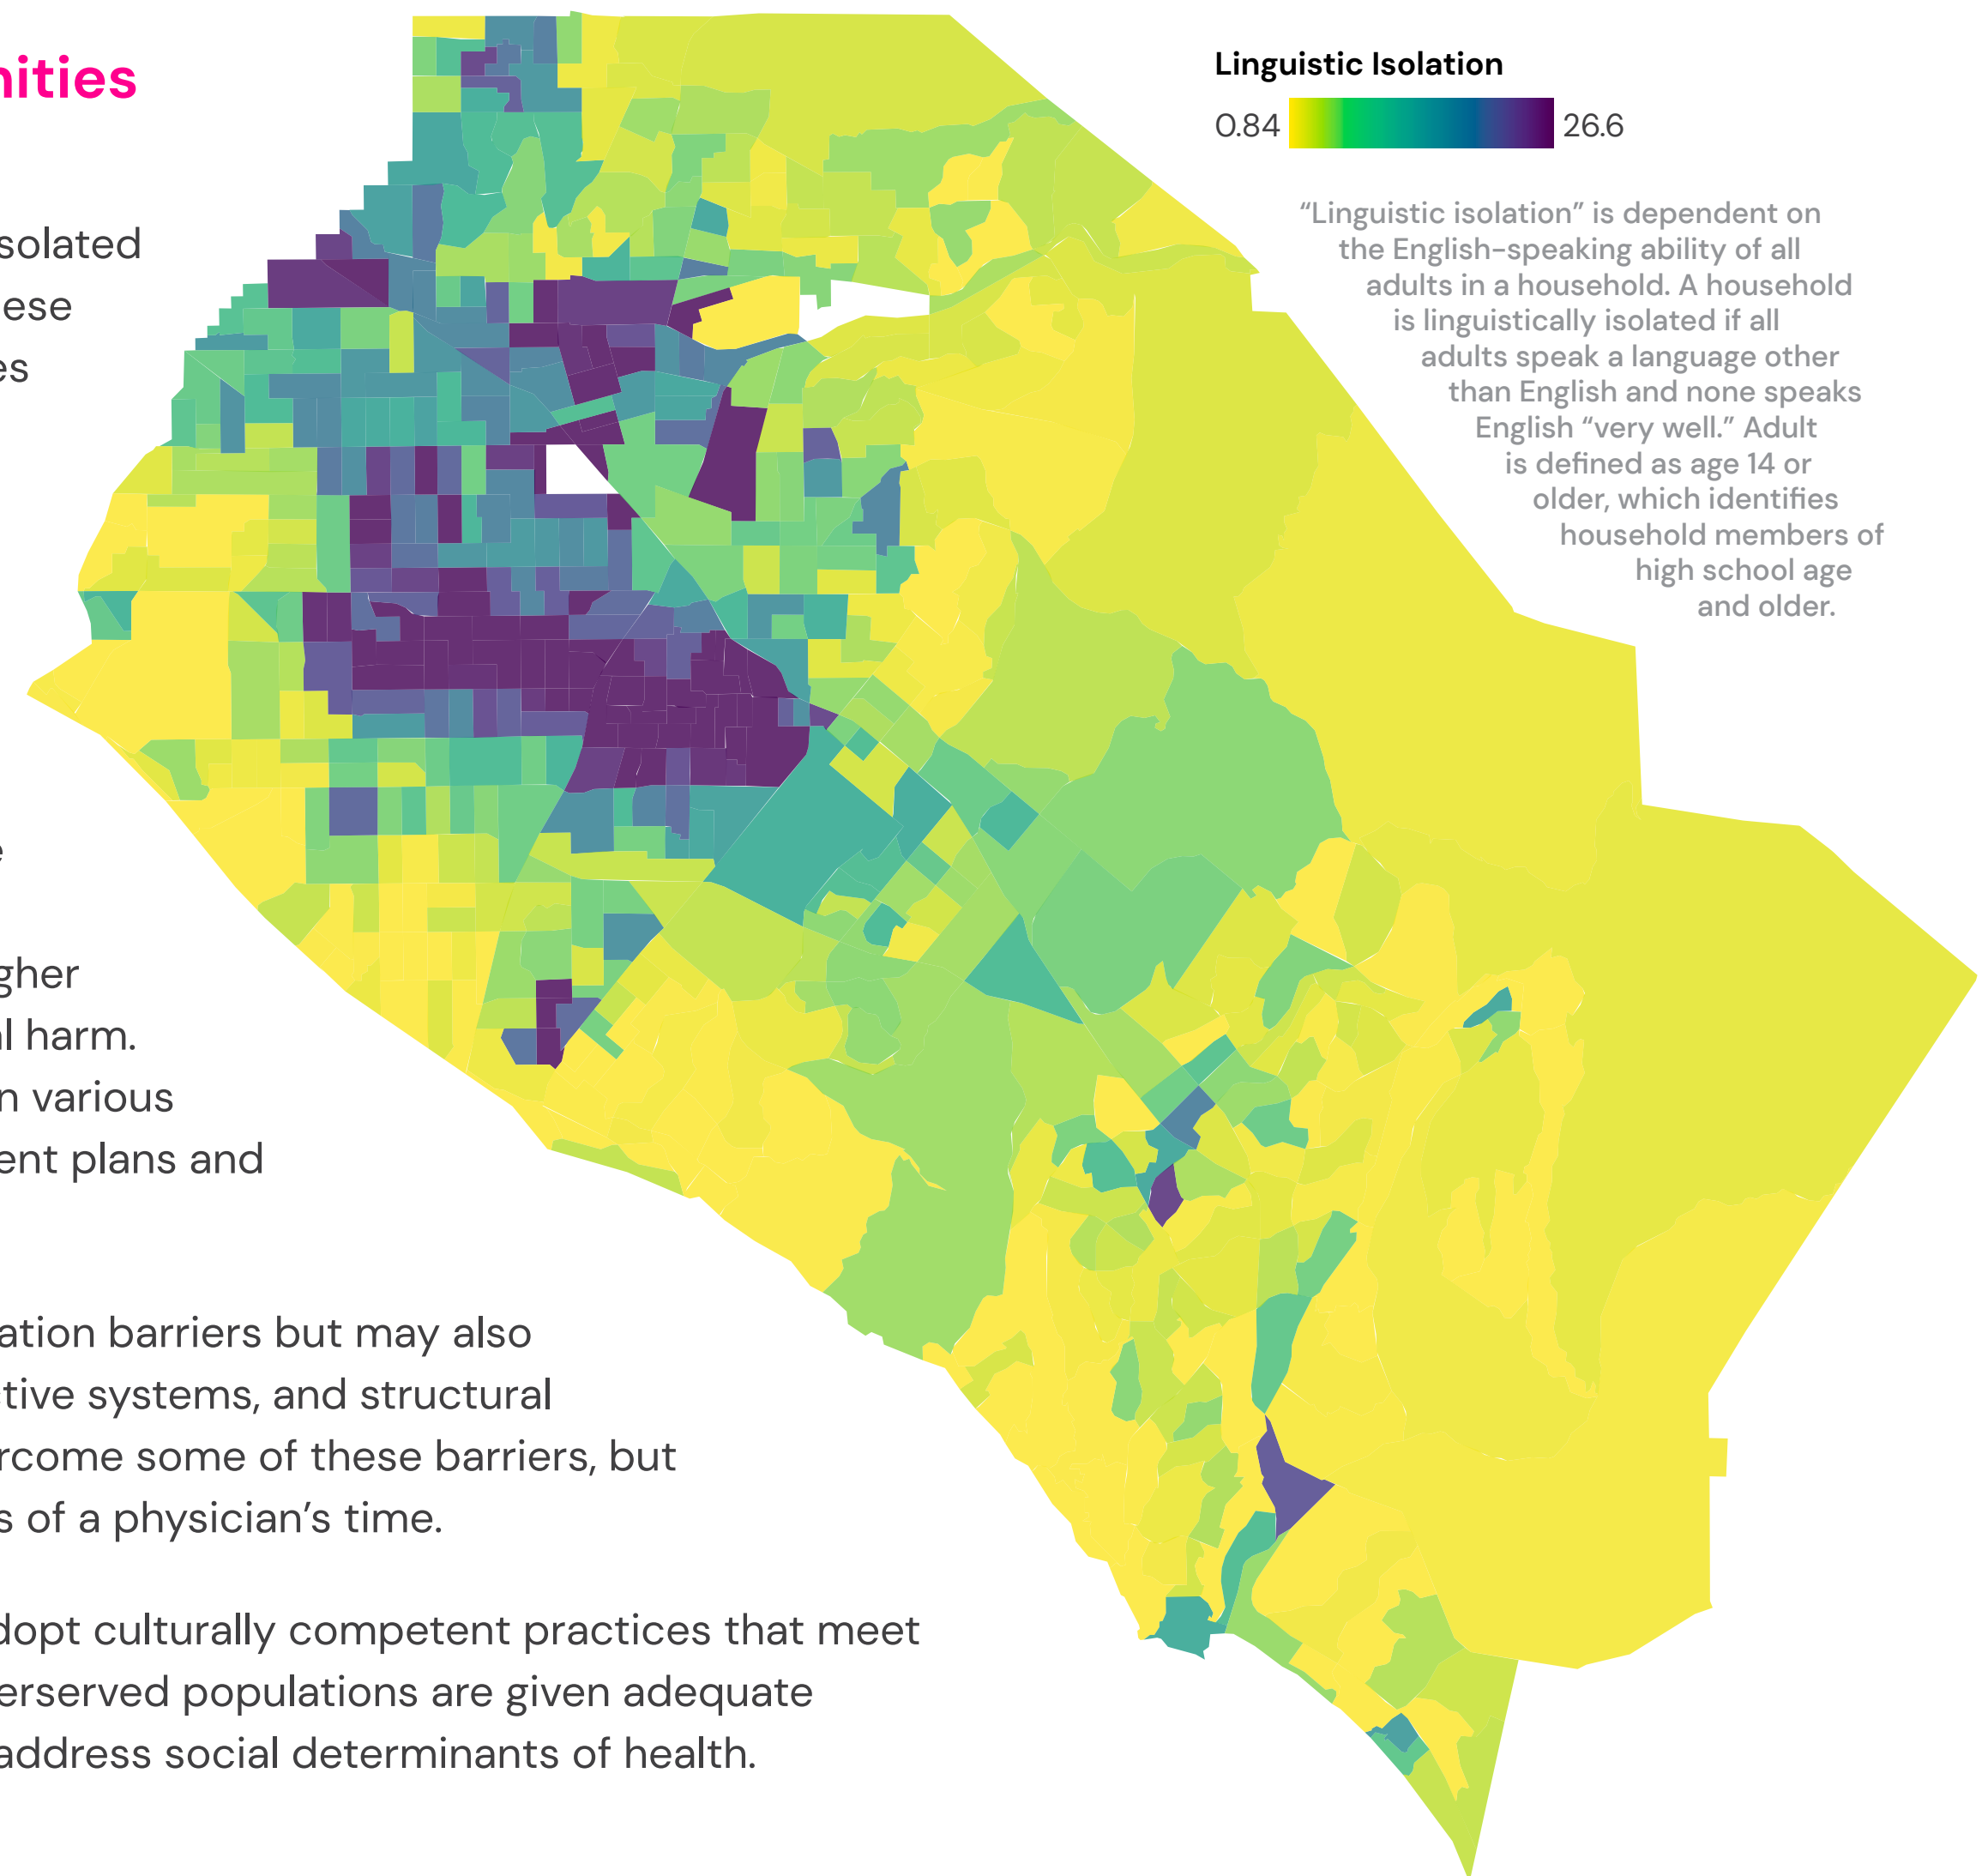 nities
solated
ese
es
e
gher
l harm.
n various
ent plans and
ation barriers but may also
ctive systems, and structural
rcome some of these barriers, but
s of a physician’s time.
dopt culturally competent practices that meet
erserved populations are given adequate
address social determinants of health.
Linguistic Isolation
0.84 26.6
“Linguistic isolation” is dependent on
the English-speaking ability of all
adults in a household. A household
is linguistically isolated if all
adults speak a language other
than English and none speaks
English “very well.” Adult
is defined as age 14 or
older, which identifies
household members of
high school age
and older.